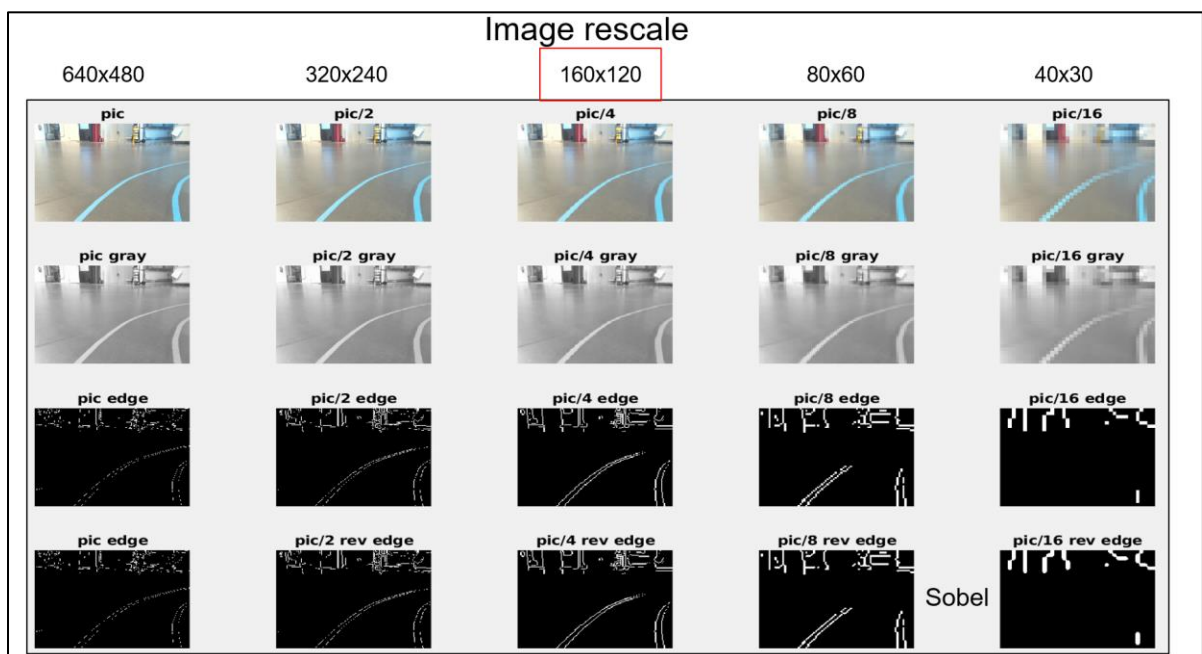 Image rescale
640x480 320x240 160x120 80x60 40x30
pic pic/2 pic/4 pic/8 pic/16
pic gray pic/2 gray pic/4 gray pic/8 gray pic/16 gray
pic edge pic/2 edge pic/4 edge pic/8 edge pic/16 edge
pic edge pic/2 rev edge pic/4 rev edge pic/8 rev edge pic/16 rev edge
Sobel